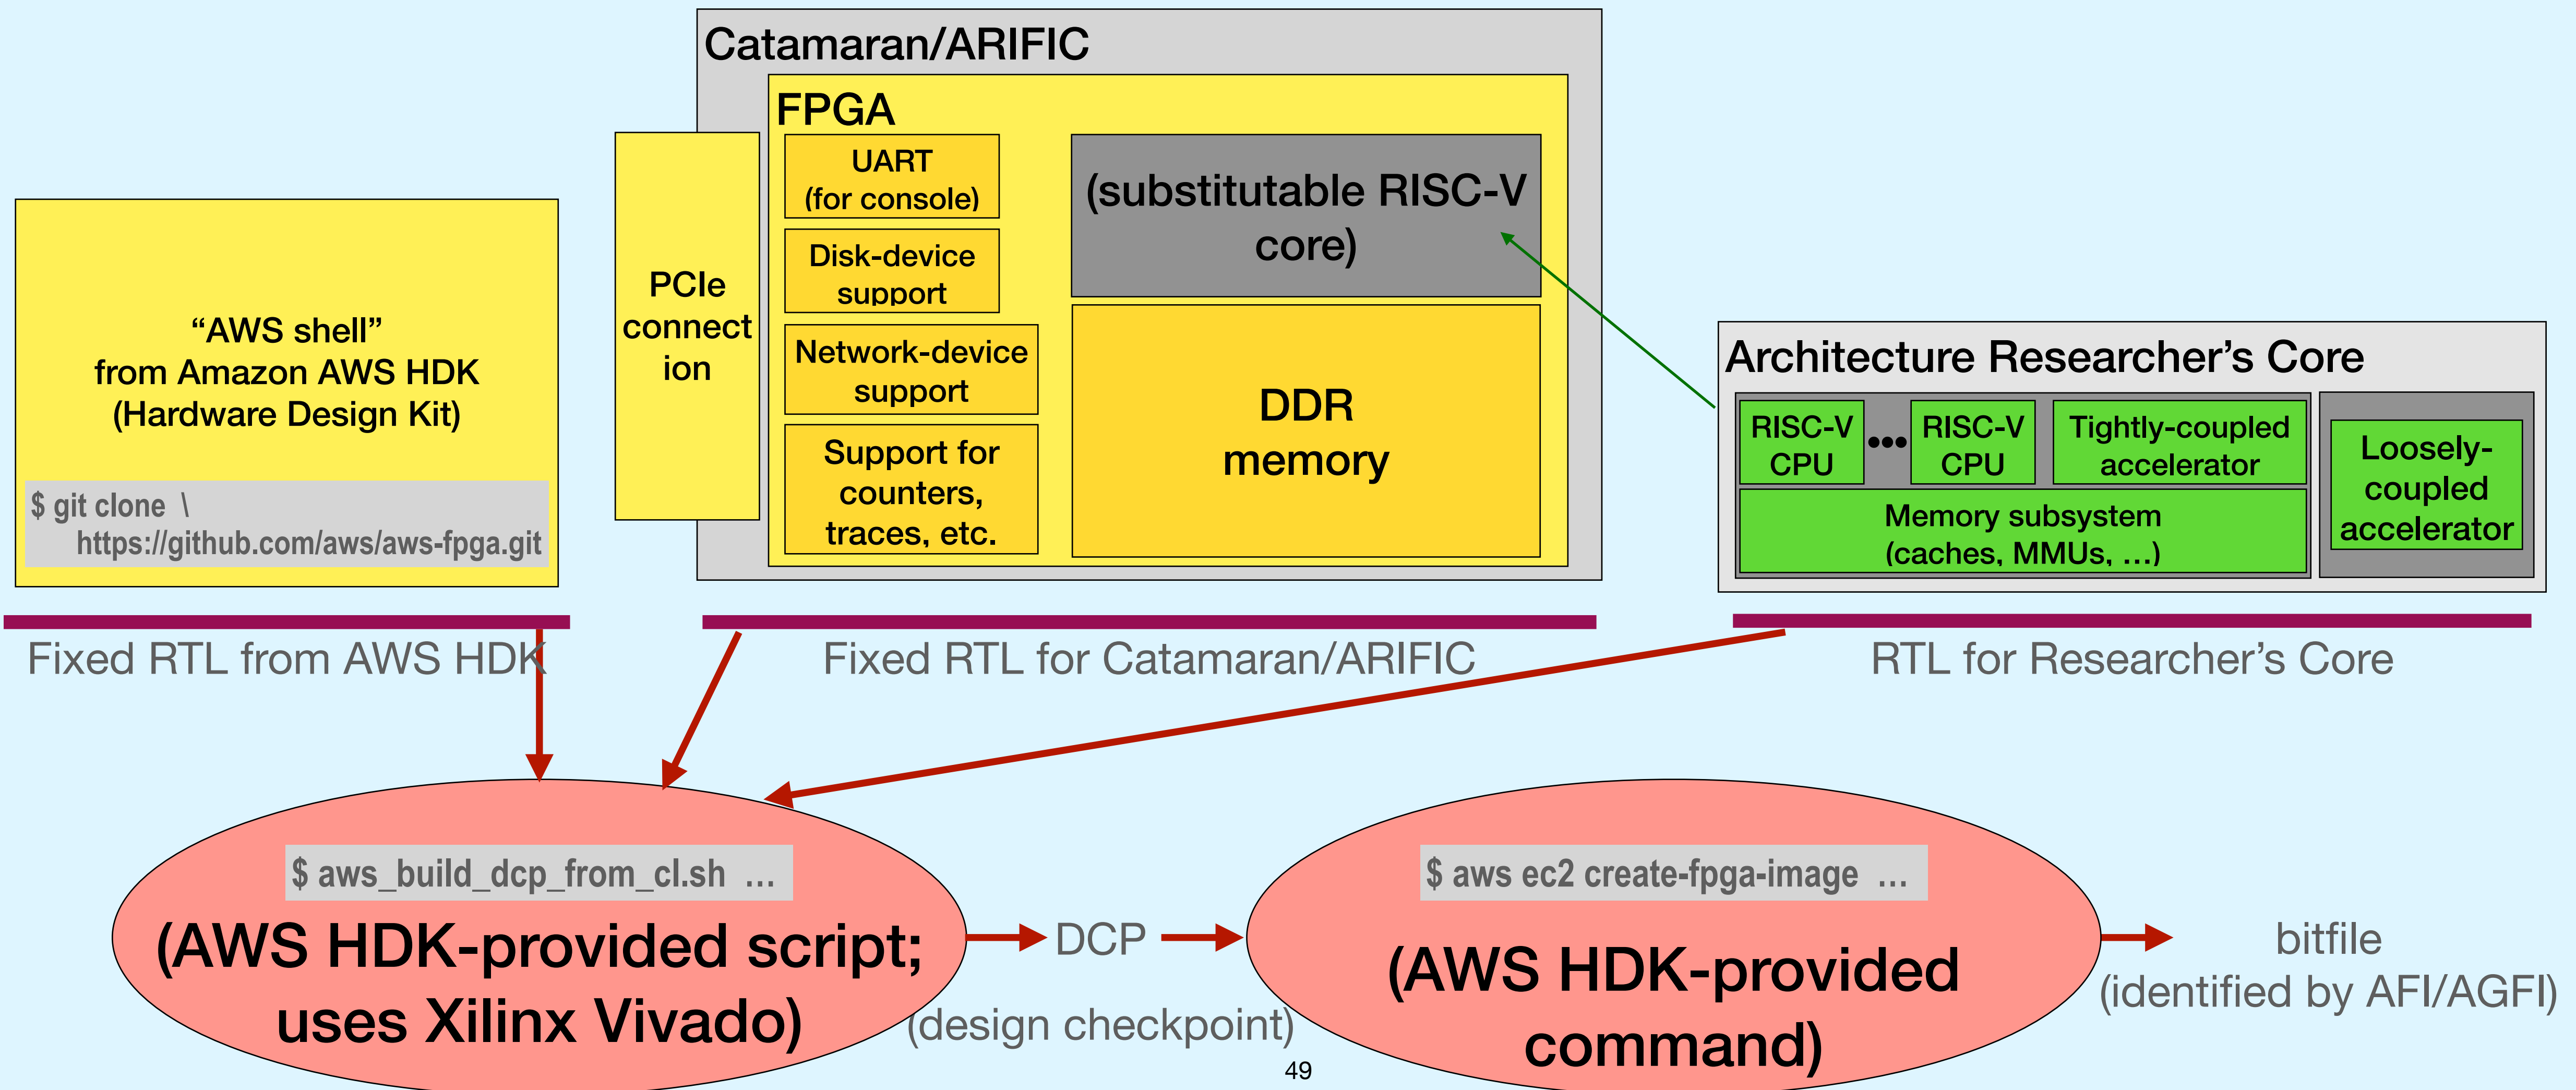 Catamaran/ARIFIC
FPGA
UART
(for console)
Disk-device
support
Network-device
support
Support for
counters,
traces, etc.
(substitutable RISC-V
core)
DDR
memory
PCIe
connect
ion
“AWS shell”
from Amazon AWS HDK
(Hardware Design Kit)
$ git clone \
https://github.com/aws/aws-fpga.git
Architecture Researcher’s Core
RISC-V
CPU
•••
RISC-V
CPU
Tightly-coupled
accelerator
Memory subsystem
(caches, MMUs, …)
Loosely-
coupled
accelerator
Fixed RTL from AWS HDK
Fixed RTL for Catamaran/ARIFIC
RTL for Researcher’s Core
$ aws_build_dcp_from_cl.sh …
(AWS HDK-provided script;
uses Xilinx Vivado)
DCP
(design checkpoint)
$ aws ec2 create-fpga-image …
(AWS HDK-provided
command)
bitfile
(identified by AFI/AGFI)
49